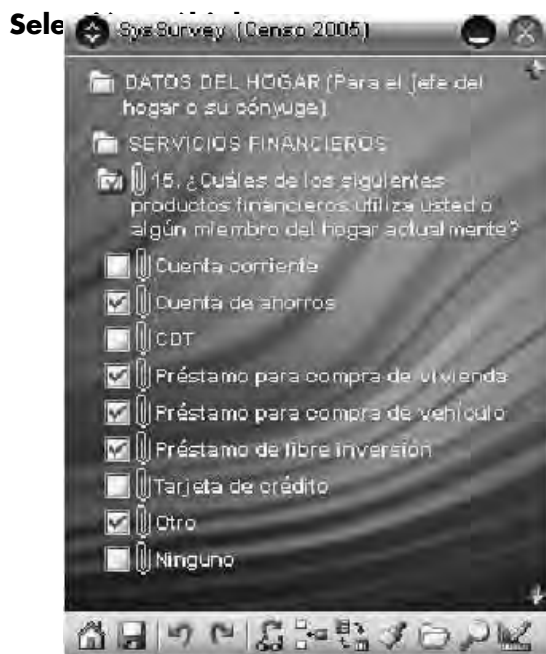 Sele
SysSurvey (Censo 2005)
DATOS DEL HOGAR (Para el jefe del
hogar o su cónyuge)
SERVICIOS FINANCIEROS
15. ¿Cuáles de los siguientes
productos financieros utiliza usted o
algún miembro del hogar actualmente?
Cuenta corriente
Cuenta de ahorros
CDT
Préstamo para compra de vivienda
Préstamo para compra de vehículo
Préstamo de libre inversión
Tarjeta de crédito
Otro
Ninguno